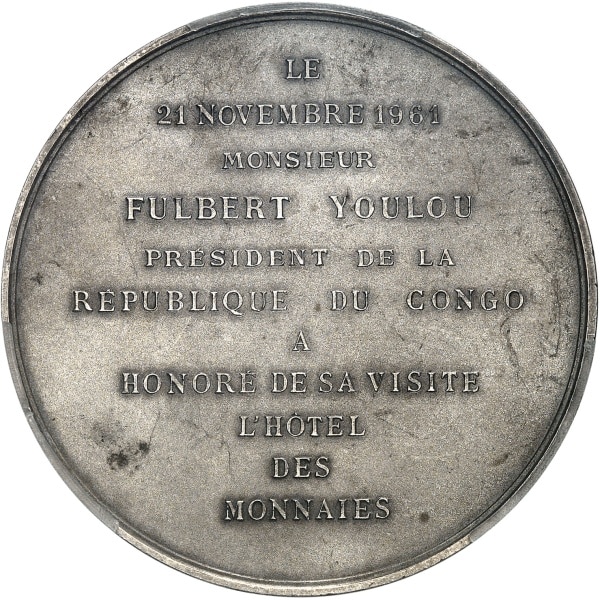 LE
21 NOVEMBRE 1961
MONSIEUR
FULBERT YOULOU
PRÉSIDENT DE LA
RÉPUBLIQUE DU CONGO
A
HONORÉ DE SA VISITE
L'HÔTEL
DES
MONNAIES